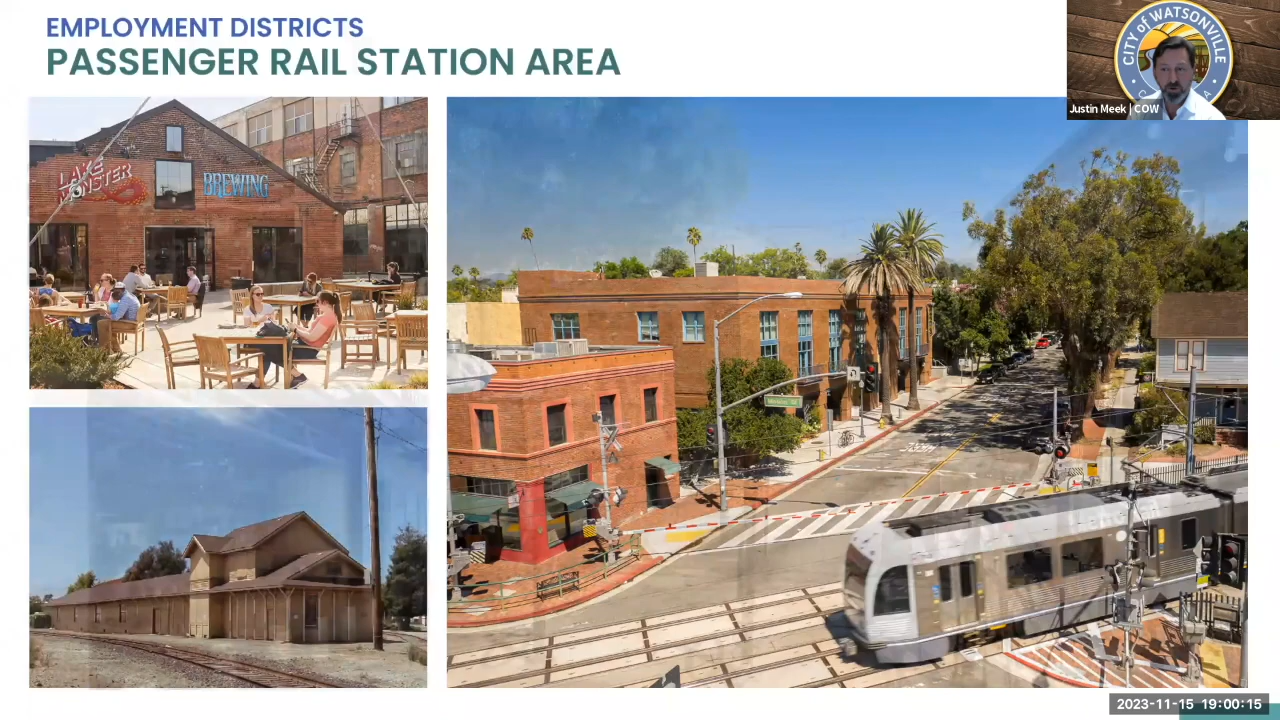 EMPLOYMENT DISTRICTS
PASSENGER RAIL STATION AREA
CITY of WATSONVILLE
Justin Meek | COW
LAKE
MONSTER
BREWING
2023-11-15 19:00:15